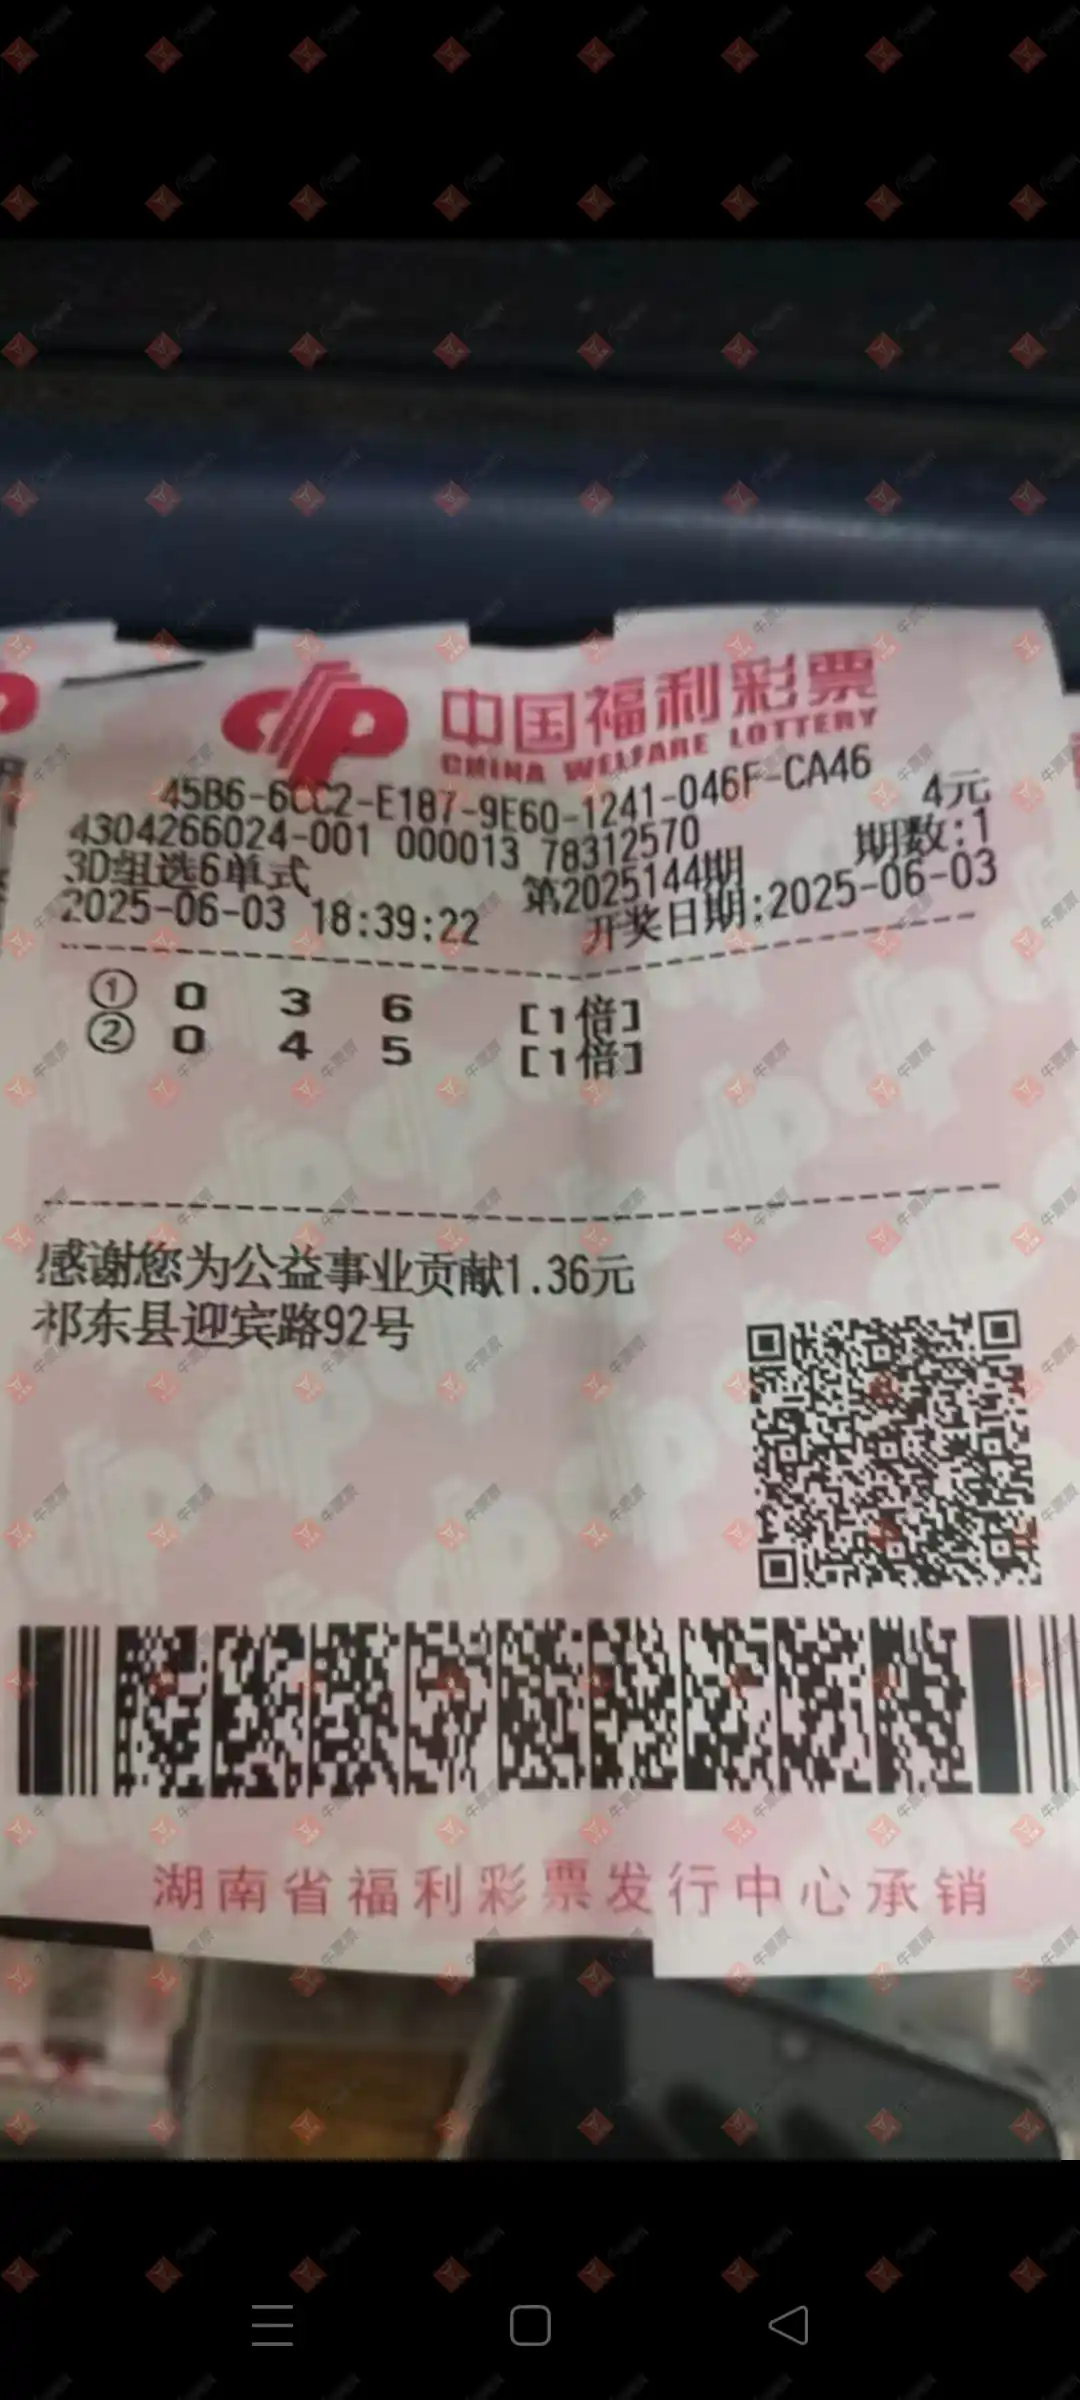 中国福利彩票
CHINA WELFARE LOTTERY
45B6-6CC2-E187-9E60-1241-046F-CA46
4元
4304266024-001 000013 78312570
期数:1
3D组选6单式 第2025144期
2025-06-03 18:39:22 开奖日期:2025-06-03
① 0 3 6 [1倍]
② 0 4 5 [1倍]
感谢您为公益事业贡献1.36元
祁东县迎宾路92号
湖南省福利彩票发行中心承销